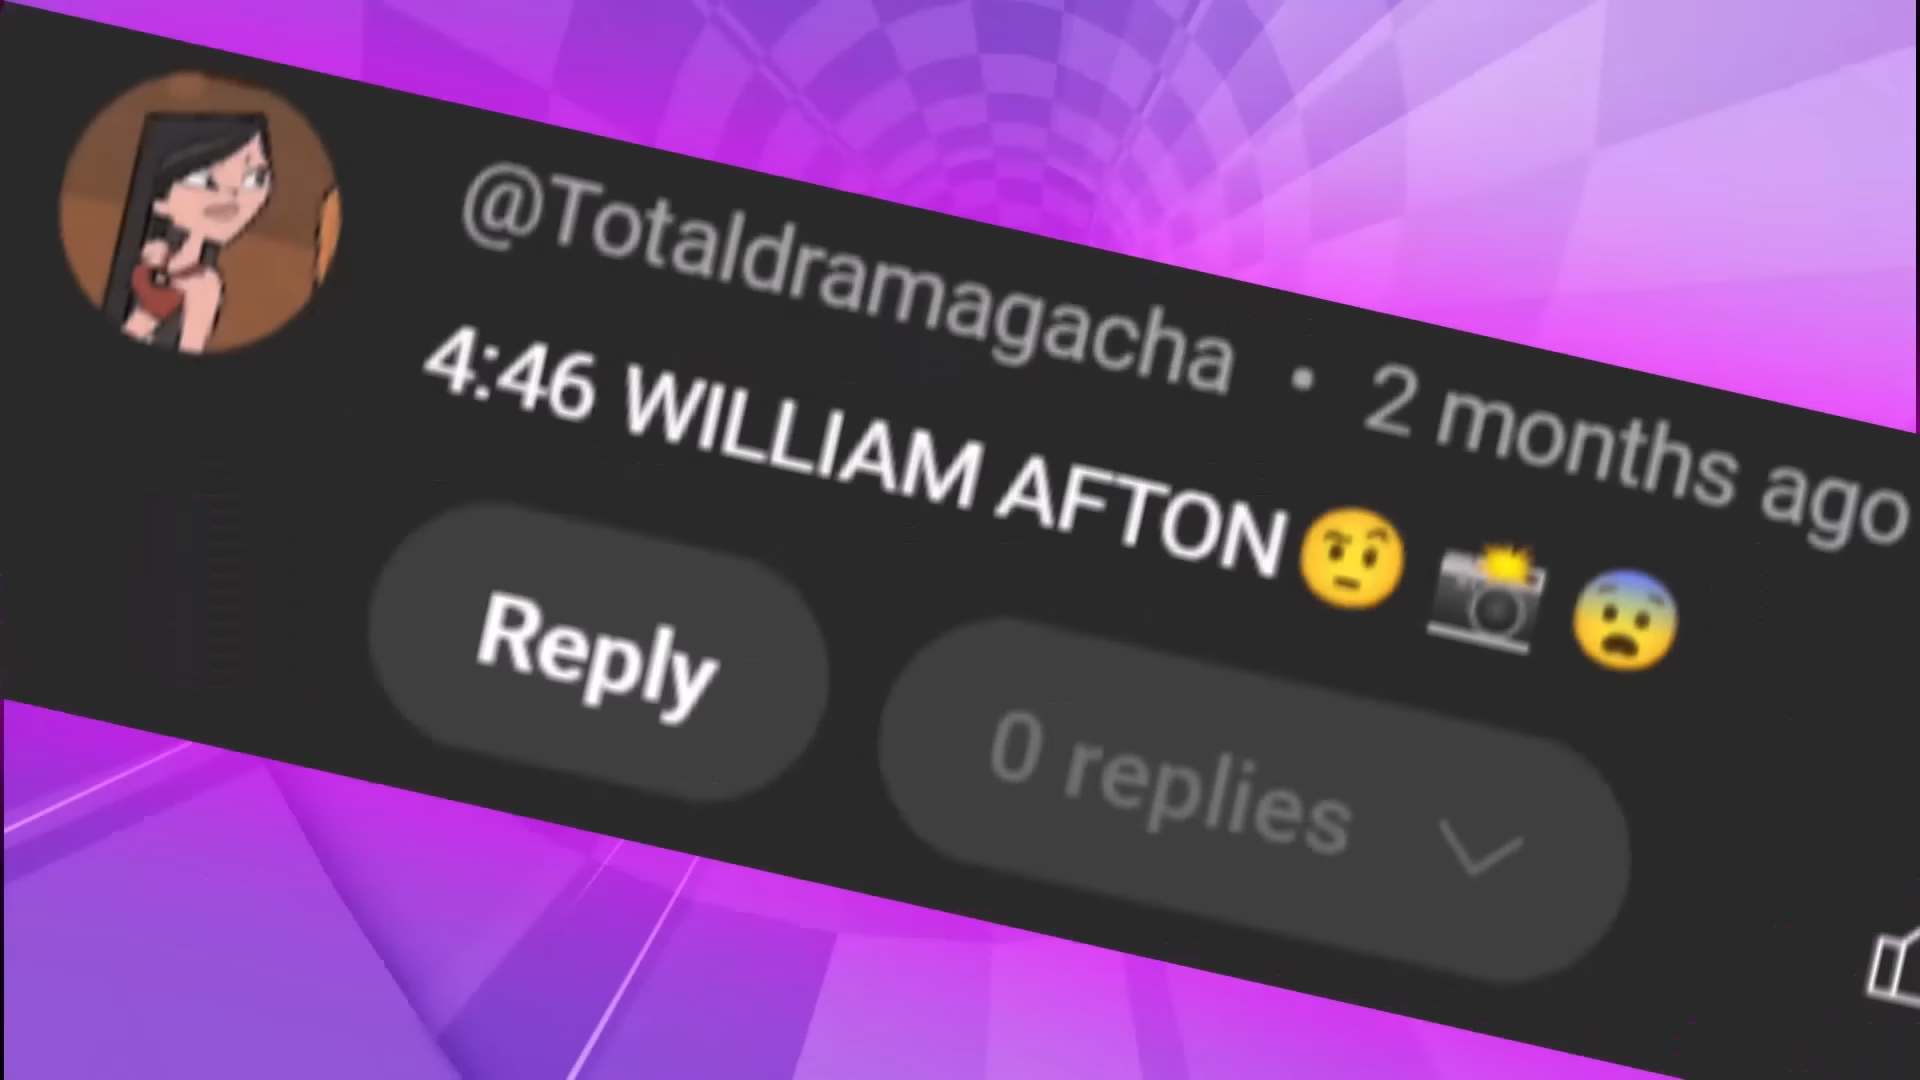 @Totaldramagacha • 2 months ago
4:46 WILLIAM AFTON🤨 📸 😨
Reply
0 replies